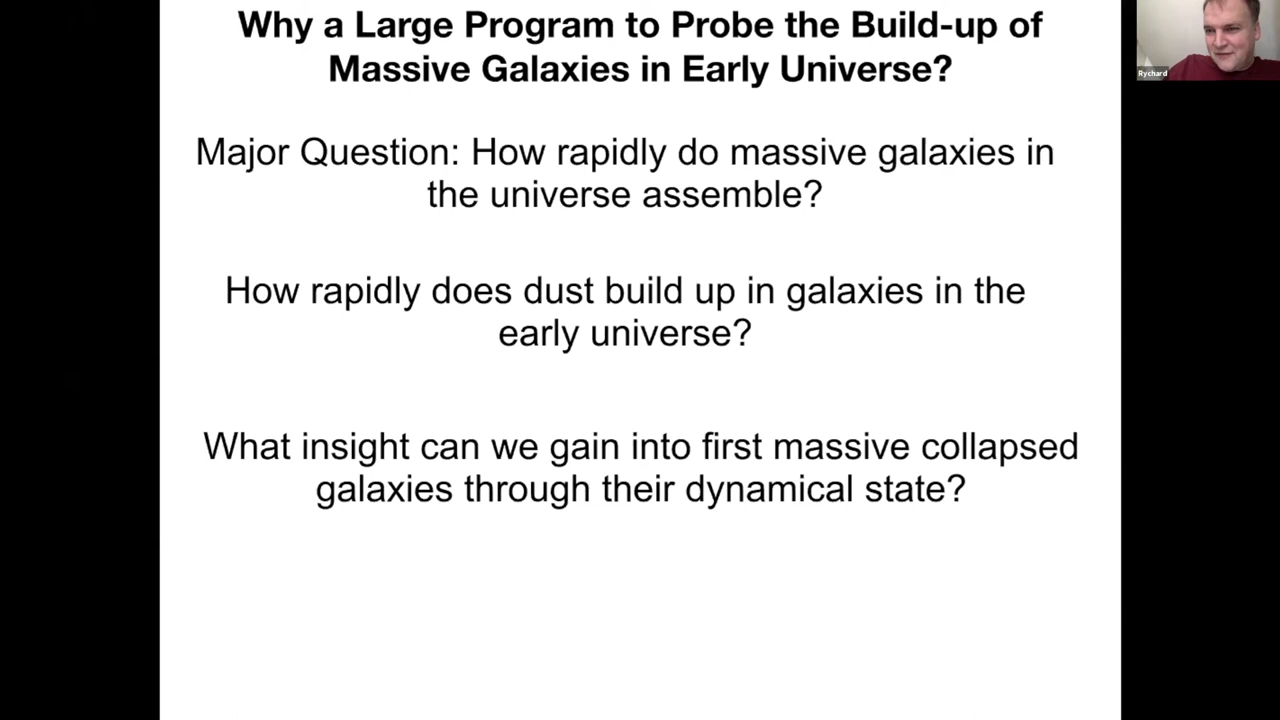 Why a Large Program to Probe the Build-up of
Massive Galaxies in Early Universe?
Rychard
Major Question: How rapidly do massive galaxies in
the universe assemble?
How rapidly does dust build up in galaxies in the
early universe?
What insight can we gain into first massive collapsed
galaxies through their dynamical state?